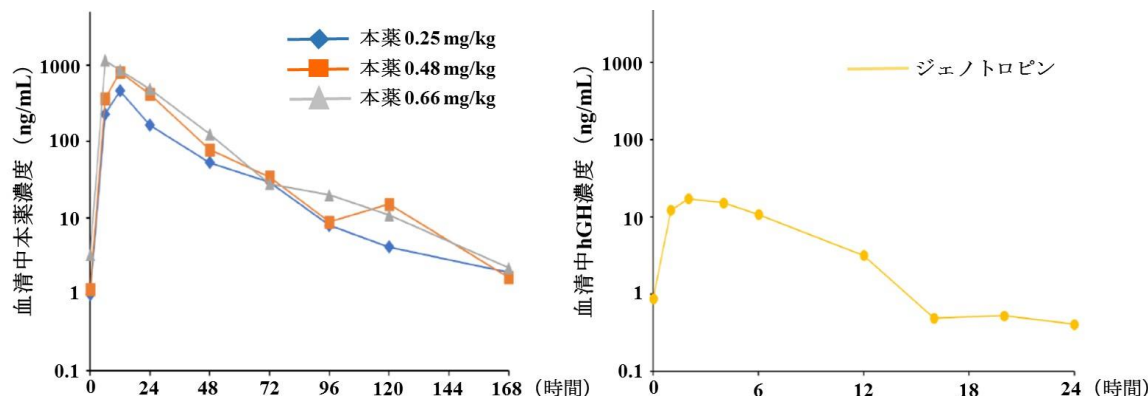 血清中本薬濃度（ng/mL）
1000
100
10
1
0.1
本薬 0.25 mg/kg
本薬 0.48 mg/kg
本薬 0.66 mg/kg
0 24 48 72 96 120 144 168 （時間）
血清中hGH濃度（ng/mL）
1000
100
10
1
0.1
ジェノトロピン
0 6 12 18 24 （時間）